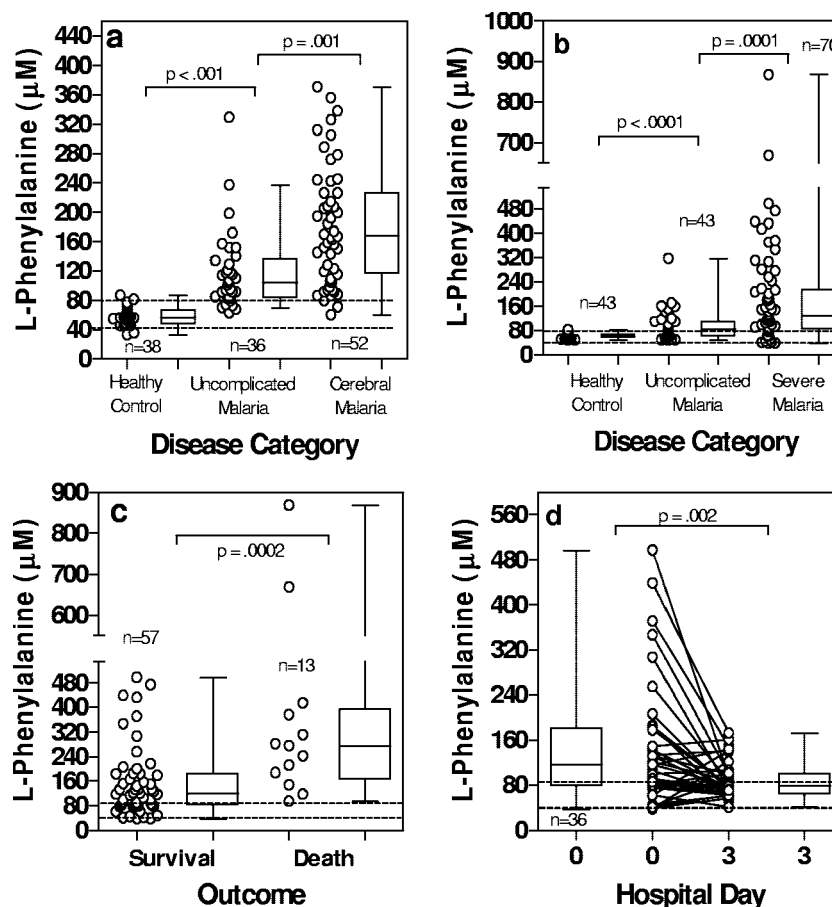 a
L-Phenylalanine (μM)
440
400
360
320
280
240
200
160
120
80
40
0
p < .001
p = .001
n=38
n=36
n=52
Healthy Control
Uncomplicated Malaria
Cerebral Malaria
Disease Category
b
L-Phenylalanine (μM)
1000
900
800
700
480
400
320
240
160
80
0
p < .0001
p = .0001
n=43
n=43
n=70
Healthy Control
Uncomplicated Malaria
Severe Malaria
Disease Category
c
L-Phenylalanine (μM)
900
800
700
600
480
400
320
240
160
80
0
p = .0002
n=57
n=13
Survival
Death
Outcome
d
L-Phenylalanine (μM)
560
480
400
320
240
160
80
0
p = .002
n=36
0
0
3
3
Hospital Day